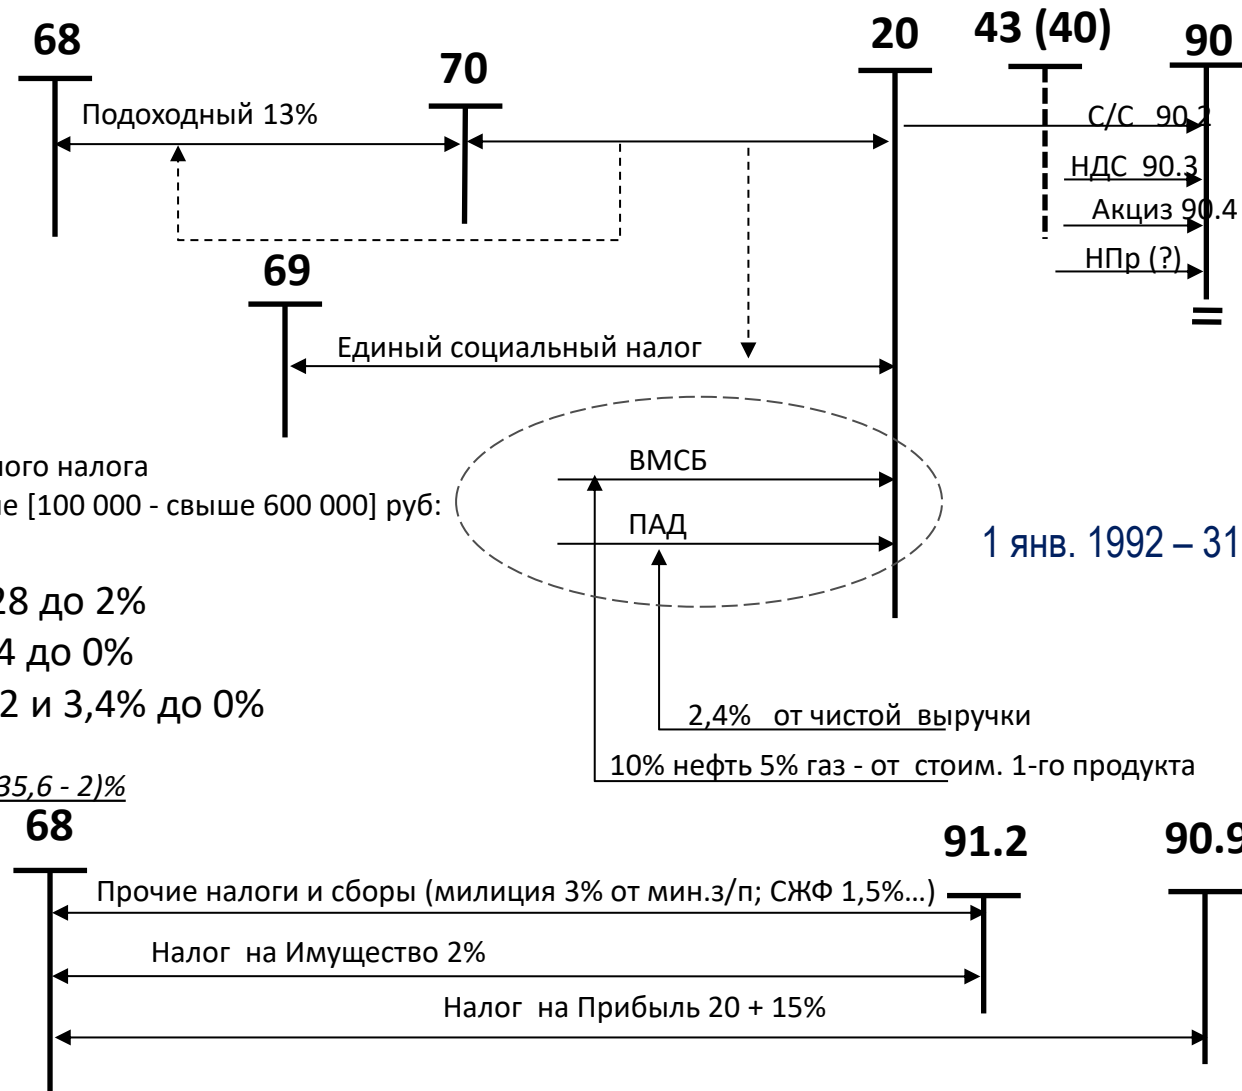 68
70
20
43 (40)
90
Подоходный 13%
С/С 90.2
НДС 90.3
Акциз 90.4
НПр (?)
=
69
Единый социальный налог
ного налога
е [100 000 - свыше 600 000] руб:
ВМСБ
ПАД
1 янв. 1992 – 31
28 до 2%
4 до 0%
2 и 3,4% до 0%
2,4% от чистой выручки
10% нефть 5% газ - от стоим. 1-го продукта
35,6 - 2)%
68
91.2
90.9
Прочие налоги и сборы (милиция 3% от мин.з/п; СЖФ 1,5%...)
Налог на Имущество 2%
Налог на Прибыль 20 + 15%